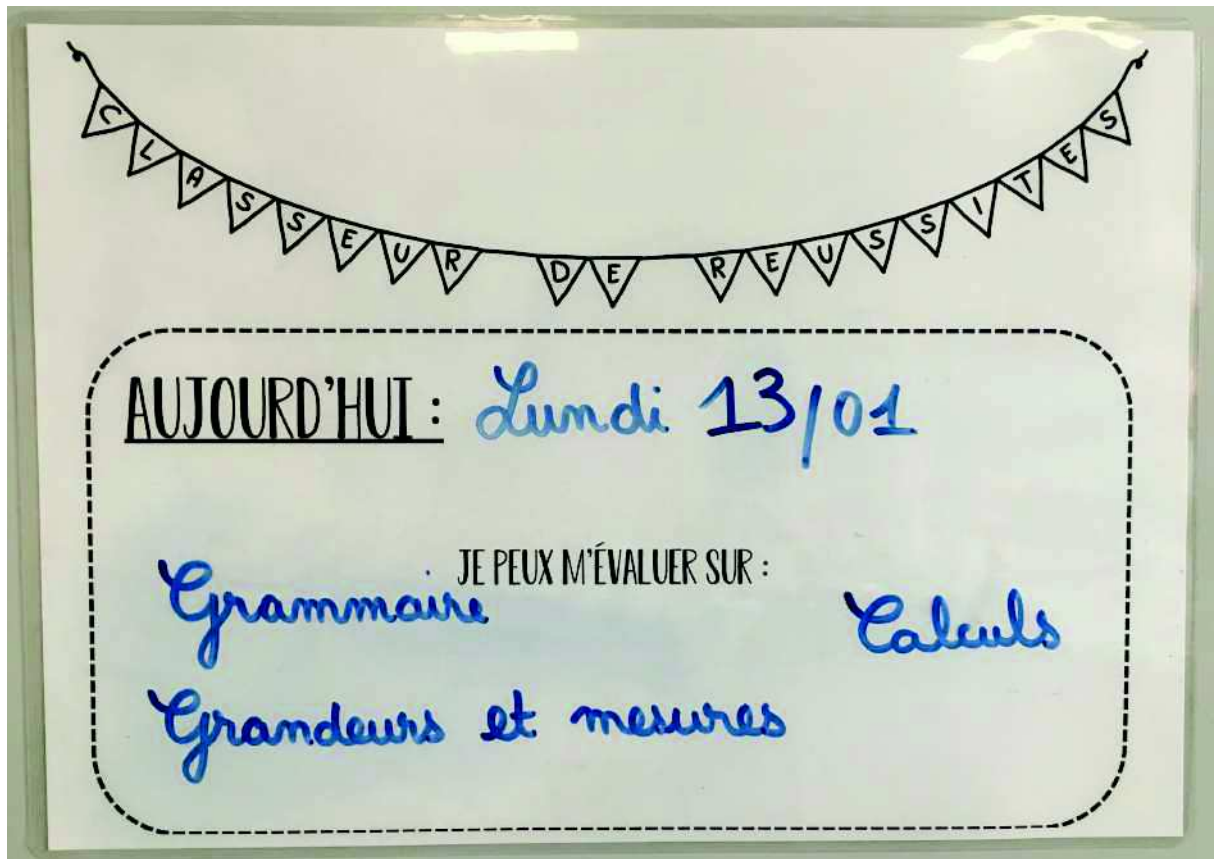 CLASSEUR DE REUSSITES
AUJOURD'HUI : Lundi 13/01
JE PEUX M'ÉVALUER SUR :
Grammaire
Calculs
Grandeurs et mesures